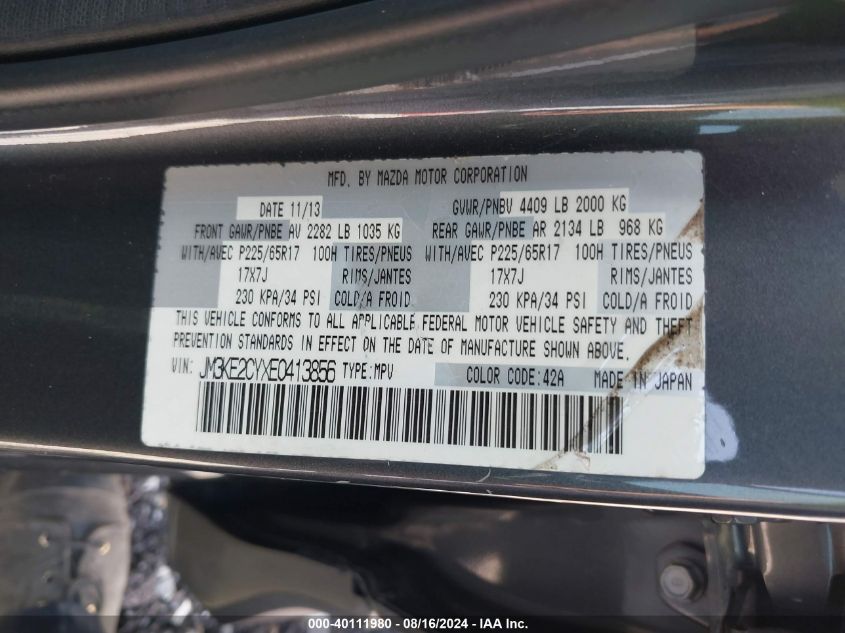 MFD. BY MAZDA MOTOR CORPORATION
DATE 11/13 GVWR/PNBV 4409 LB 2000 KG
FRONT GAWR/PNBE AV 2282 LB 1035 KG REAR GAWR/PNBE AR 2134 LB 968 KG
WITH/AVEC P225/65R17 100H TIRES/PNEUS WITH/AVEC P225/65R17 100H TIRES/PNEUS
17X7J RIMS/JANTES 17X7J RIMS/JANTES
230 KPA/34 PSI COLD/A FROID 230 KPA/34 PSI COLD/A FROID
THIS VEHICLE CONFORMS TO ALL APPLICABLE FEDERAL MOTOR VEHICLE SAFETY AND THEFT
PREVENTION STANDARDS IN EFFECT ON THE DATE OF MANUFACTURE SHOWN ABOVE.
VIN: JM3KE2CYXE0413856 TYPE:MPV COLOR CODE:42A MADE IN JAPAN
000-40111980 - 08/16/2024 - IAA Inc.